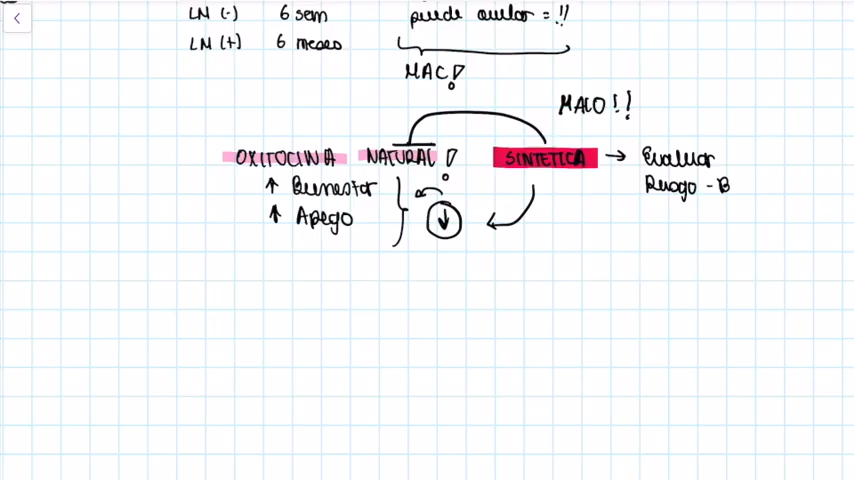 LM (-) 6 sem puede ovular = !!
LM (+) 6 meses
MAC!
MALO!!
OXITOCINA NATURAL! SINTETICA → Evaluar
↑ Bienestar Riesgo - B
↑ Apego ↓